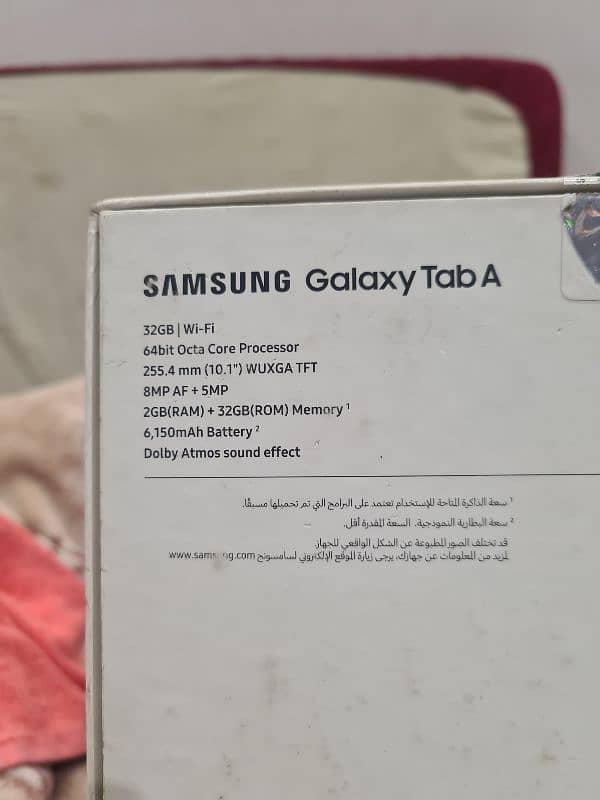 SAMSUNG Galaxy Tab A
32GB | Wi-Fi
64bit Octa Core Processor
255.4 mm (10.1") WUXGA TFT
8MP AF + 5MP
2GB(RAM) + 32GB(ROM) Memory ¹
6,150mAh Battery ²
Dolby Atmos sound effect
¹ سعة الذاكرة المتاحة للإستخدام تعتمد على البرامج التي تم تحميلها مسبقًا.
² سعة البطارية النموذجية. السعة المقدرة أقل.
قد تختلف الصور المطبوعة عن الشكل الواقعي للجهاز.
لمزيد من المعلومات عن جهازك، يرجى زيارة الموقع الإلكتروني لسامسونج